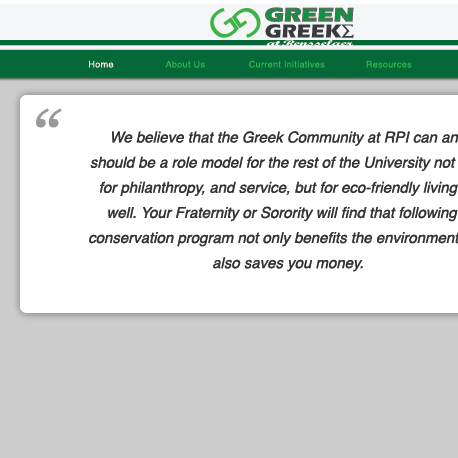 GREEN
GREEKΣ
at Rensselaer
Home About Us Current Initiatives Resources
“
We believe that the Greek Community at RPI can an
should be a role model for the rest of the University not
for philanthropy, and service, but for eco-friendly living
well. Your Fraternity or Sorority will find that following
conservation program not only benefits the environment
also saves you money.